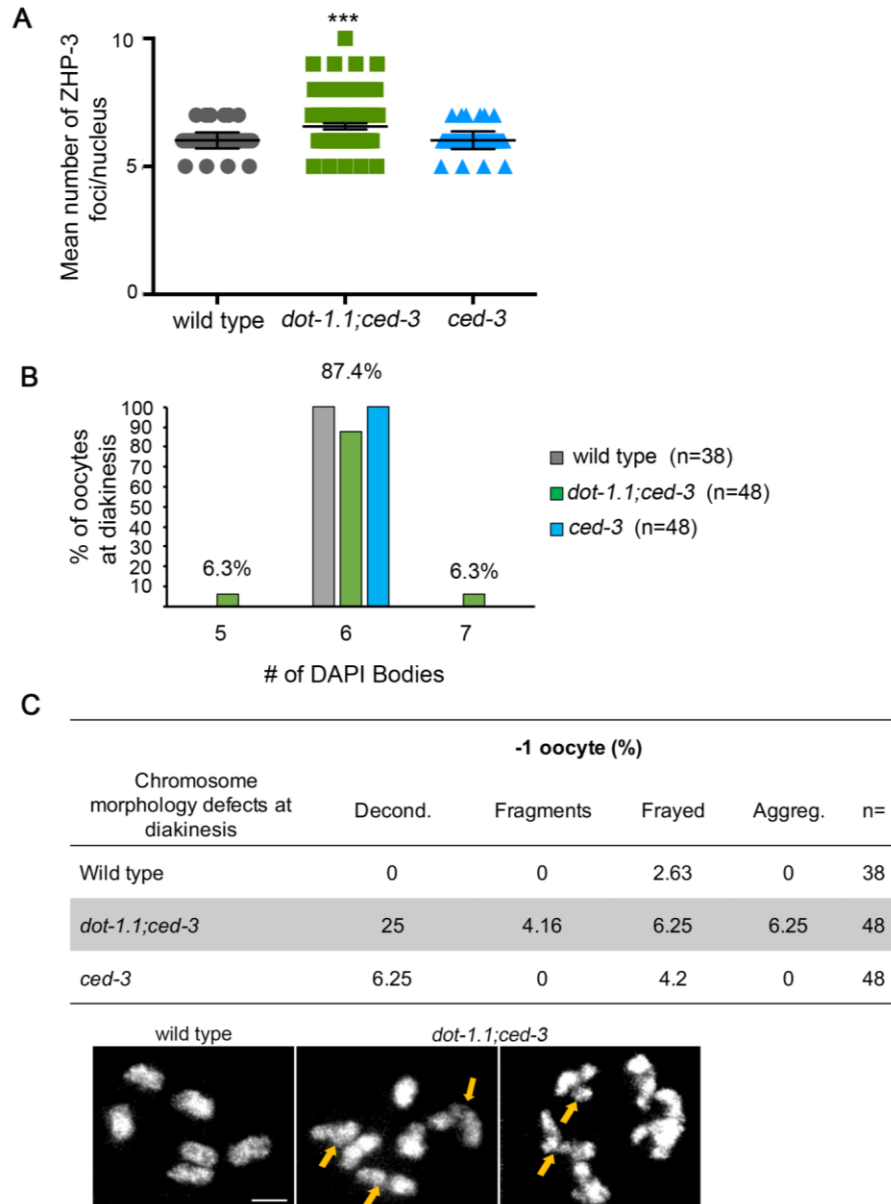 A
***
10
5
0
Mean number of ZHP-3
foci/nucleus
wild type dot-1.1;ced-3 ced-3
B
87.4%
6.3%
6.3%
100
90
80
70
60
50
40
30
20
10
% of oocytes
at diakinesis
5 6 7
# of DAPI Bodies
wild type (n=38)
dot-1.1;ced-3 (n=48)
ced-3 (n=48)
C
-1 oocyte (%)
Chromosome
morphology defects at
diakinesis
Decond. Fragments Frayed Aggreg. n=
Wild type 0 0 2.63 0 38
dot-1.1;ced-3 25 4.16 6.25 6.25 48
ced-3 6.25 0 4.2 0 48
wild type dot-1.1;ced-3